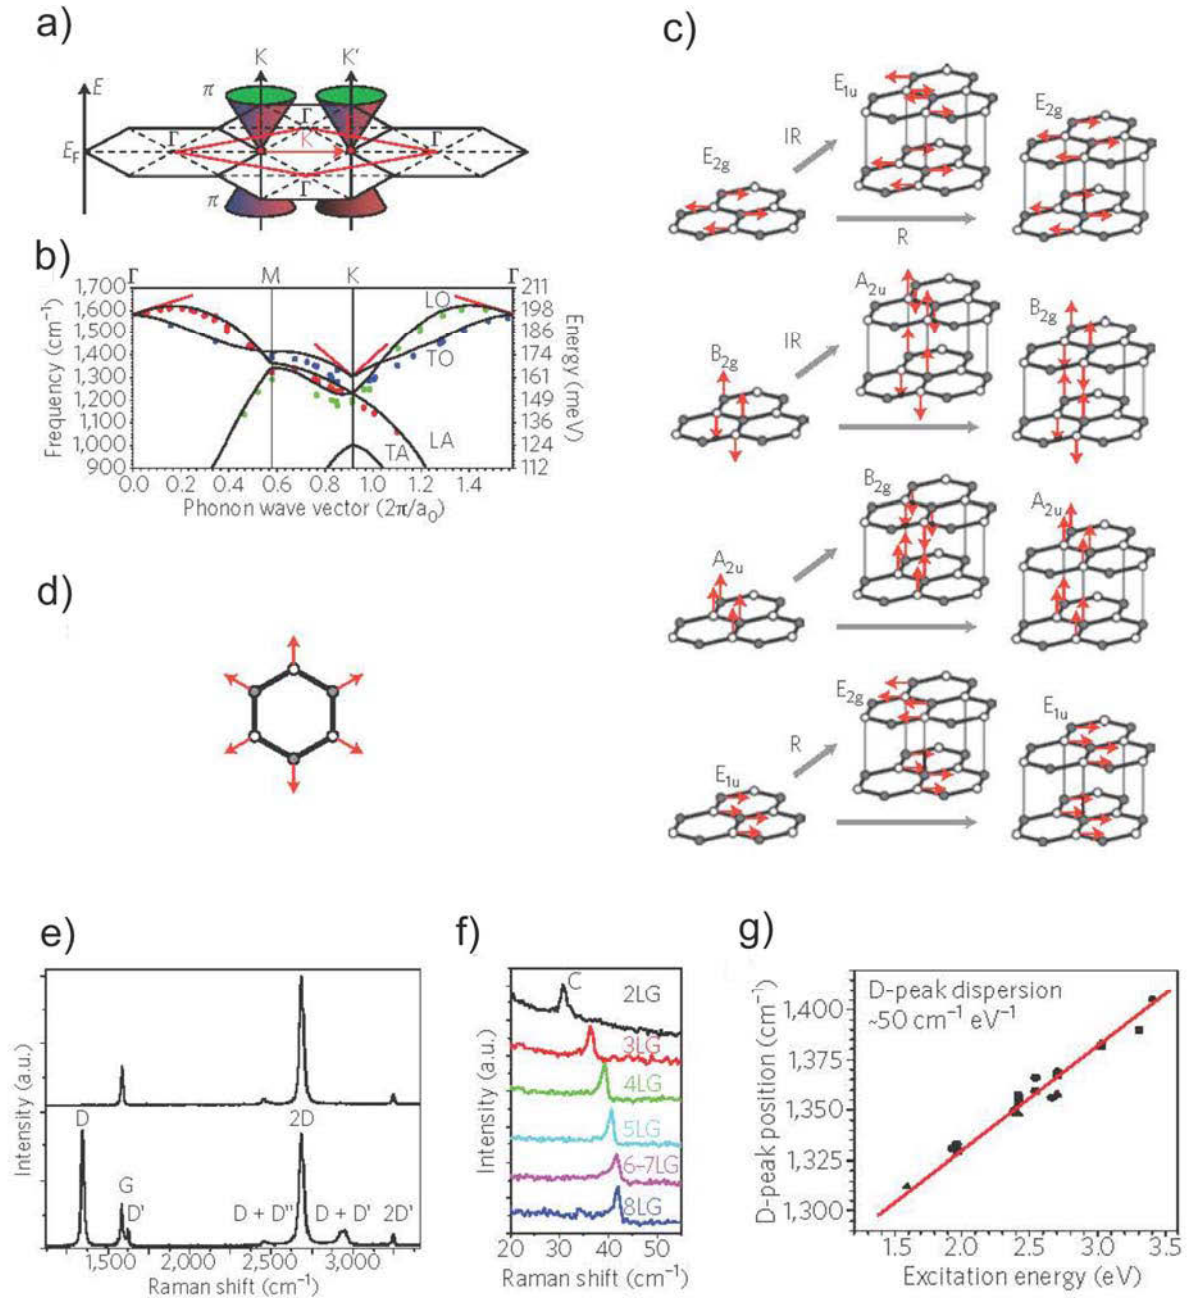 a)
E
π
K
K'
Γ
Γ
Γ
E_F
K
Γ
π
b)
Γ M K Γ
1,700
1,600
1,500
1,400
1,300
1,200
1,100
1,000
900
Frequency (cm⁻¹)
LO
TO
LA
TA
211
198
186
174
161
149
136
124
112
Energy (meV)
0.0 0.2 0.4 0.6 0.8 1.0 1.2 1.4
Phonon wave vector (2π/a₀)
c)
E₁ᵤ
E₂g
E₂g
IR
R
A₂ᵤ
B₂g
B₂g
IR
B₂g
A₂ᵤ
A₂ᵤ
E₂g
E₁ᵤ
R
E₁ᵤ
d)
e)
Intensity (a.u.)
D
2D
G
D'
D + D''
D + D'
2D'
1,500 2,000 2,500 3,000
Raman shift (cm⁻¹)
f)
Intensity (a.u.)
C
2LG
3LG
4LG
5LG
6–7LG
8LG
20 30 40 50
Raman shift (cm⁻¹)
g)
D-peak dispersion
~50 cm⁻¹ eV⁻¹
1,400
1,375
1,350
1,325
1,300
D-peak position (cm⁻¹)
1.5 2.0 2.5 3.0 3.5
Excitation energy (eV)